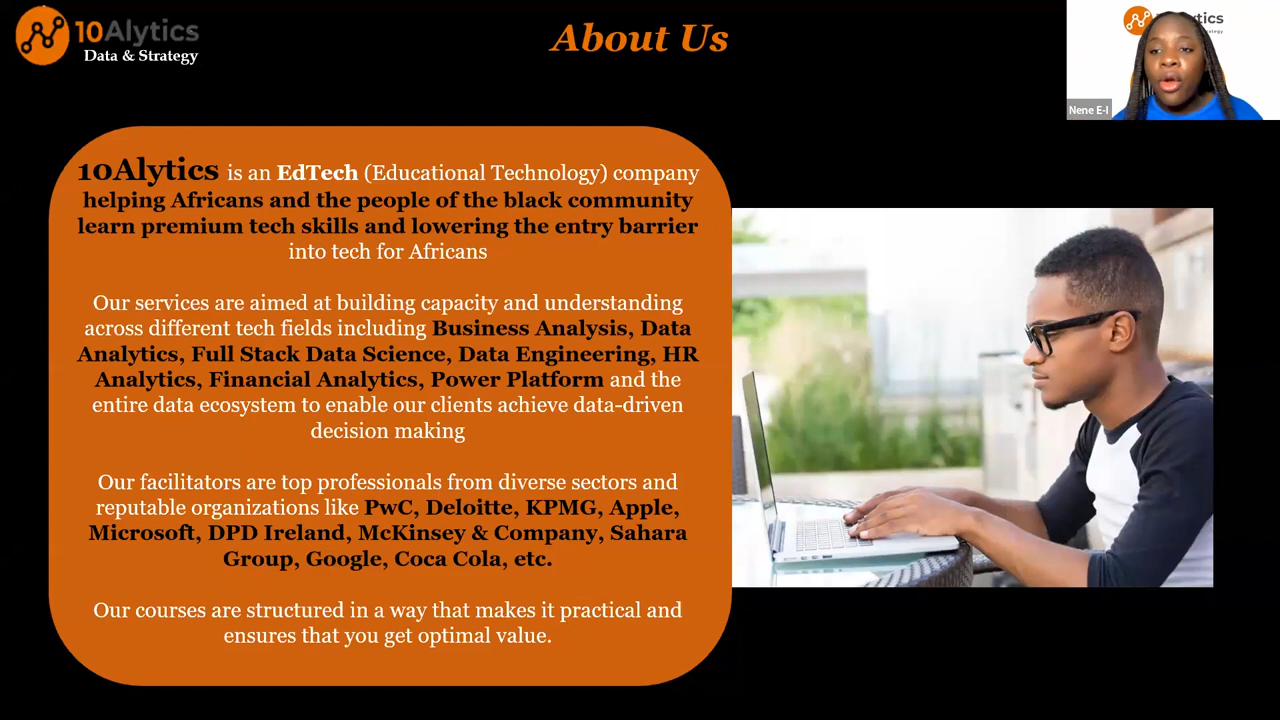 10Alytics
Data & Strategy
About Us
Nene E-I
10Alytics is an EdTech (Educational Technology) company
helping Africans and the people of the black community
learn premium tech skills and lowering the entry barrier
into tech for Africans
Our services are aimed at building capacity and understanding
across different tech fields including Business Analysis, Data
Analytics, Full Stack Data Science, Data Engineering, HR
Analytics, Financial Analytics, Power Platform and the
entire data ecosystem to enable our clients achieve data-driven
decision making
Our facilitators are top professionals from diverse sectors and
reputable organizations like PwC, Deloitte, KPMG, Apple,
Microsoft, DPD Ireland, McKinsey & Company, Sahara
Group, Google, Coca Cola, etc.
Our courses are structured in a way that makes it practical and
ensures that you get optimal value.